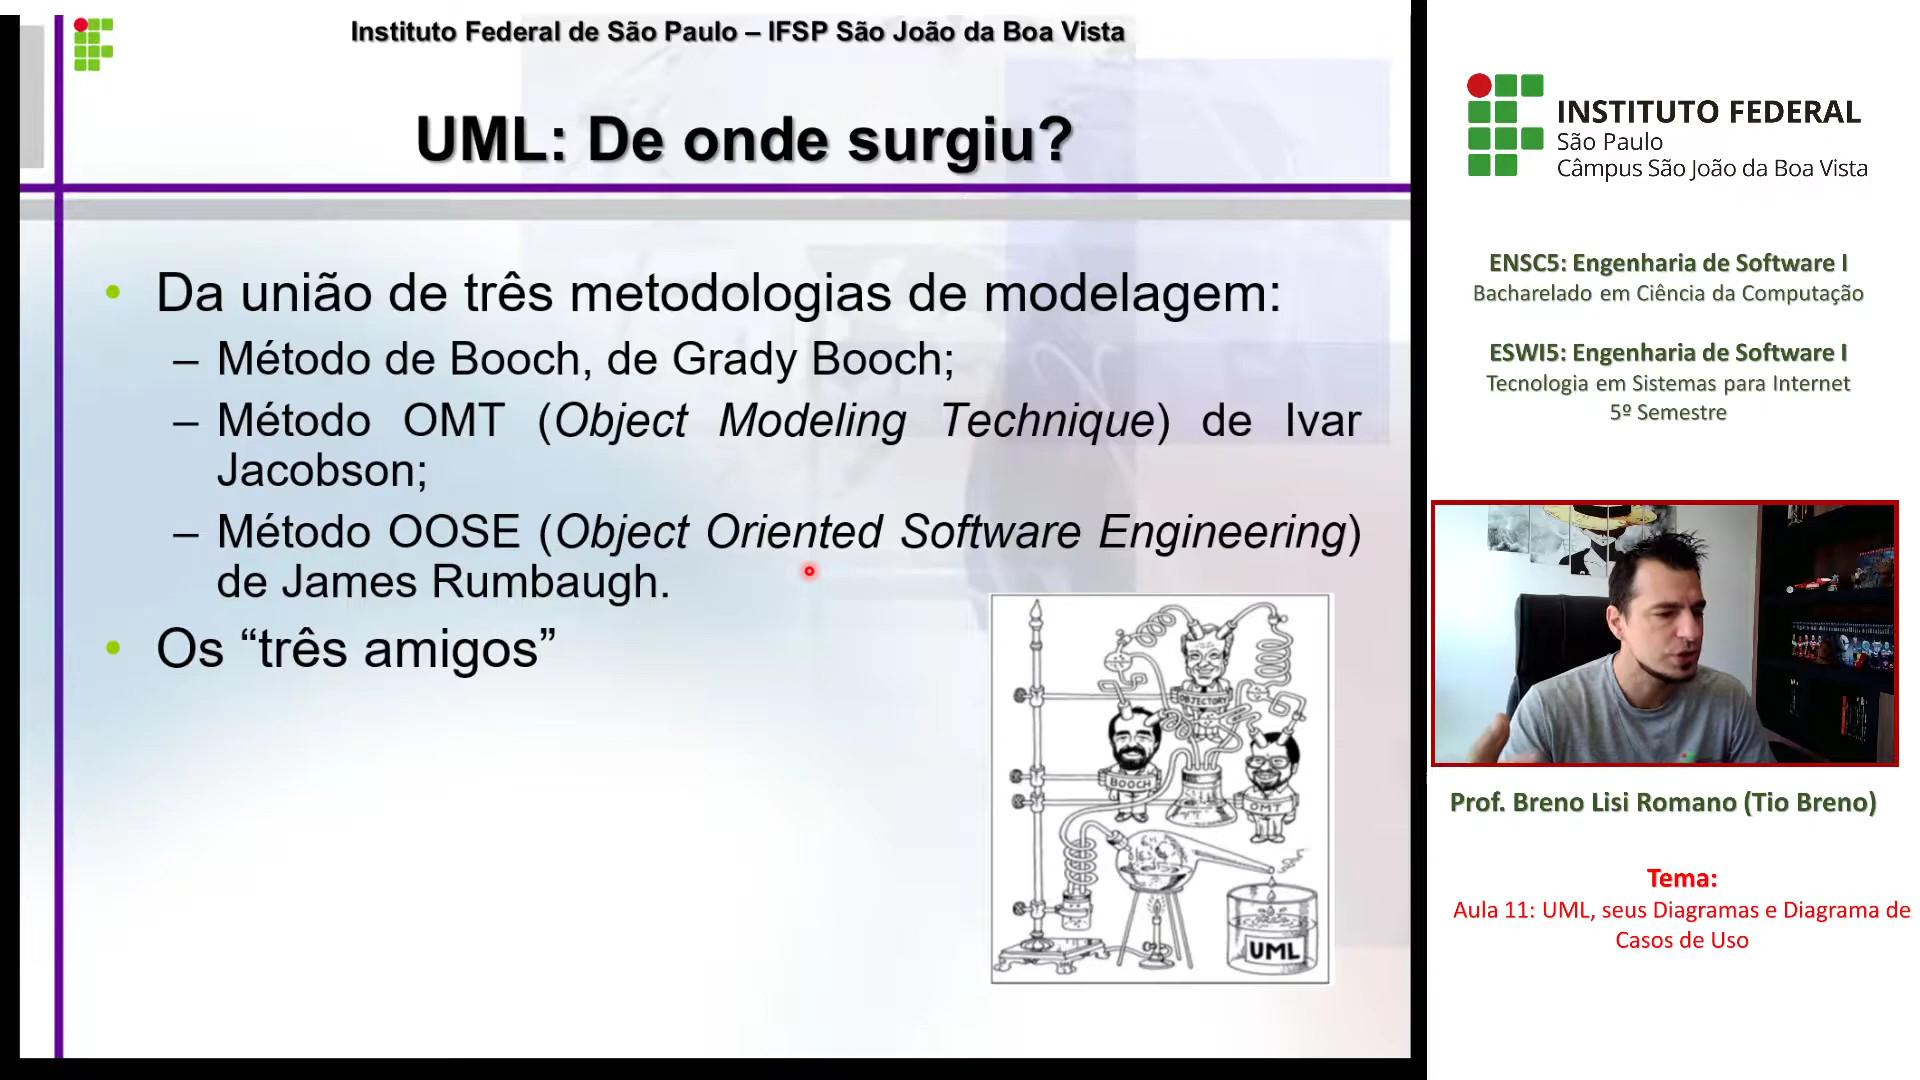 Instituto Federal de São Paulo – IFSP São João da Boa Vista
UML: De onde surgiu?
• Da união de três metodologias de modelagem:
– Método de Booch, de Grady Booch;
– Método OMT (Object Modeling Technique) de Ivar
Jacobson;
– Método OOSE (Object Oriented Software Engineering)
de James Rumbaugh.
• Os “três amigos”
OBJECTORY
BOOCH
OMT
UML
INSTITUTO FEDERAL
São Paulo
Câmpus São João da Boa Vista
ENSC5: Engenharia de Software I
Bacharelado em Ciência da Computação
ESWI5: Engenharia de Software I
Tecnologia em Sistemas para Internet
5º Semestre
Prof. Breno Lisi Romano (Tio Breno)
Tema:
Aula 11: UML, seus Diagramas e Diagrama de
Casos de Uso